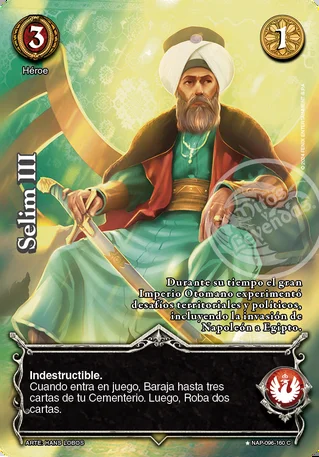 3
1
Héroe
Selim III
Durante su tiempo el gran
Imperio Otomano experimentó
desafíos territoriales y políticos,
incluyendo la invasión de
Napoleón a Egipto.
Indestructible.
Cuando entra en juego, Baraja hasta tres
cartas de tu Cementerio. Luego, Roba dos
cartas.
ARTE: HANS LOBOS
★ NAP-096-160 C